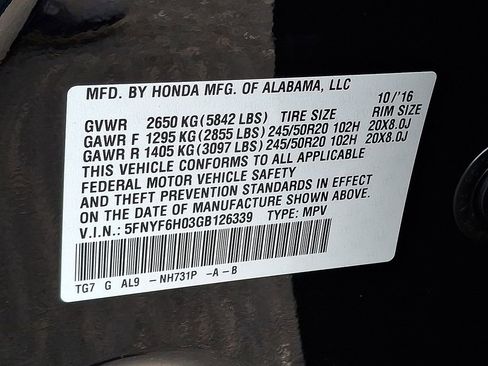 MFD. BY HONDA MFG. OF ALABAMA, LLC 10/'16
GVWR 2650 KG (5842 LBS) TIRE SIZE RIM SIZE
GAWR F 1295 KG (2855 LBS) 245/50R20 102H 20X8.0J
GAWR R 1405 KG (3097 LBS) 245/50R20 102H 20X8.0J
THIS VEHICLE CONFORMS TO ALL APPLICABLE
FEDERAL MOTOR VEHICLE SAFETY
AND THEFT PREVENTION STANDARDS IN EFFECT
ON THE DATE OF MANUFACTURE SHOWN ABOVE.
V.I.N.: 5FNYF6H03GB126339 TYPE: MPV
TG7 G AL9 -NH731P -A-B